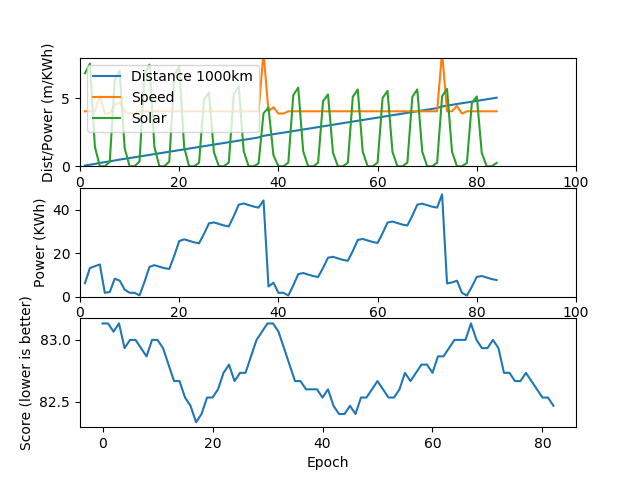 Dist/Power (m/KWh)
5
0
Distance 1000km
Speed
Solar
0 20 40 60 80 100
Power (KWh)
40
20
0
0 20 40 60 80 100
Score (lower is better)
83.0
82.5
0 20 40 60 80
Epoch